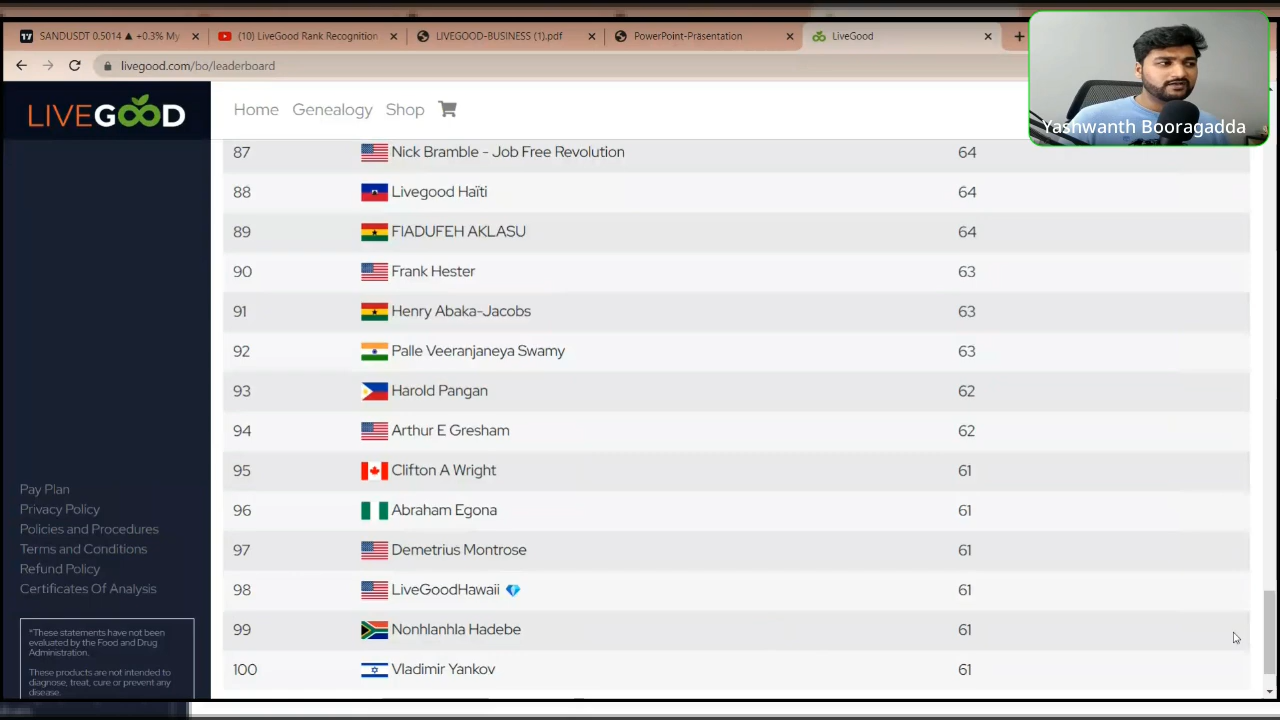 SANDUSDT 0.5014 ▲ +0.3% My
(10) LiveGood Rank Recognition
LIVEGOOD-BUSINESS (1).pdf
PowerPoint-Präsentation
LiveGood
livegood.com/bo/leaderboard
Yashwanth Booragadda
LIVEGOOD
Home Genealogy Shop
87 Nick Bramble - Job Free Revolution 64
88 Livegood Haïti 64
89 FIADUFEH AKLASU 64
90 Frank Hester 63
91 Henry Abaka-Jacobs 63
92 Palle Veeranjaneya Swamy 63
93 Harold Pangan 62
94 Arthur E Gresham 62
95 Clifton A Wright 61
96 Abraham Egona 61
97 Demetrius Montrose 61
98 LiveGoodHawaii 61
99 Nonhlanhla Hadebe 61
100 Vladimir Yankov 61
Pay Plan
Privacy Policy
Policies and Procedures
Terms and Conditions
Refund Policy
Certificates Of Analysis
*These statements have not been
evaluated by the Food and Drug
Administration.
These products are not intended to
diagnose, treat, cure or prevent any
disease.